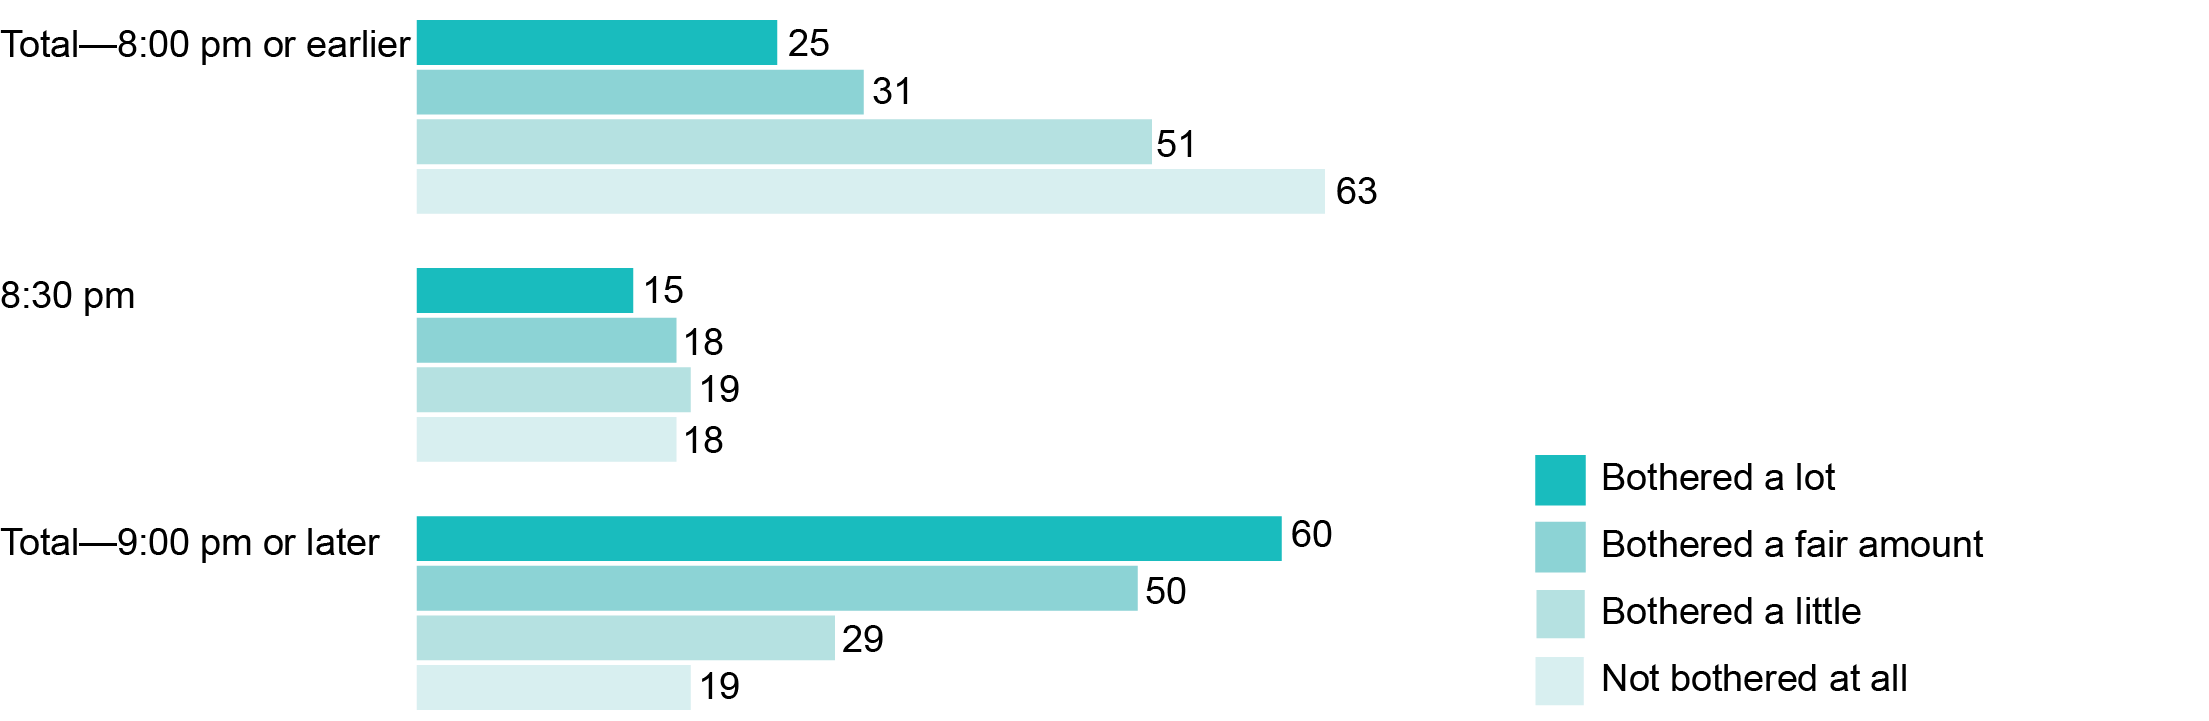 Total—8:00 pm or earlier 25
31
51
63
8:30 pm 15
18
19
18
Total—9:00 pm or later 60
50
29
19
Bothered a lot
Bothered a fair amount
Bothered a little
Not bothered at all